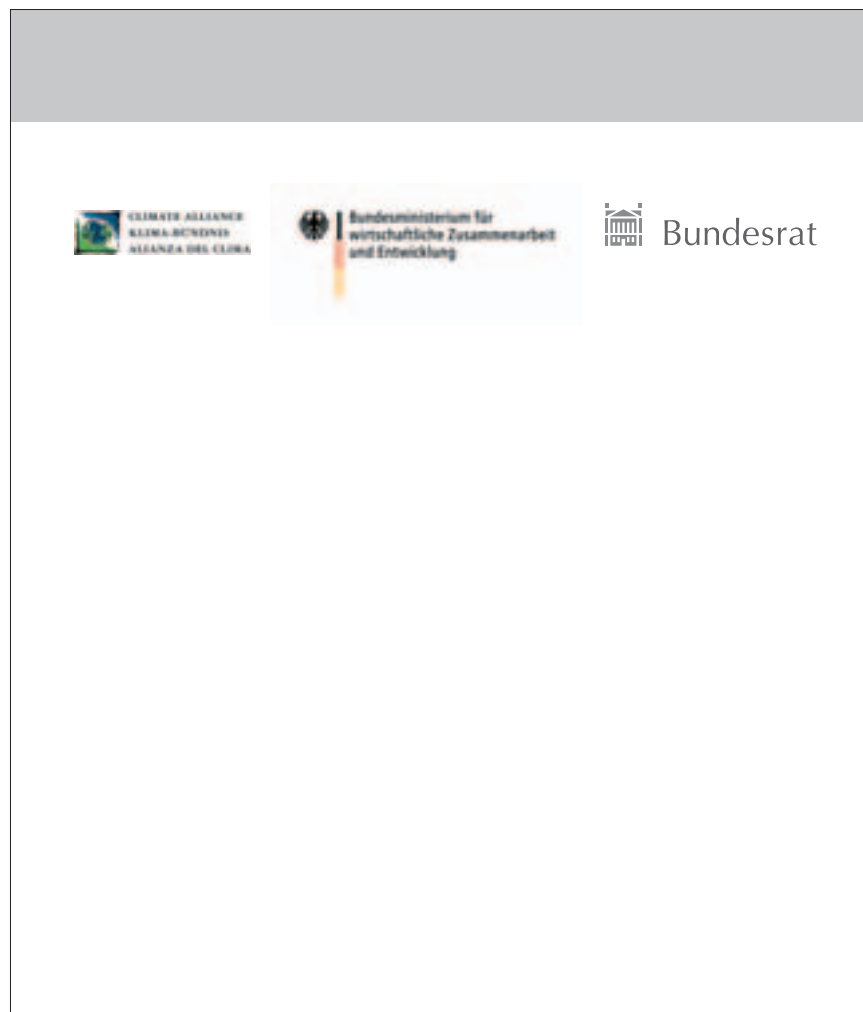 CLIMATE ALLIANCE
KLIMA-BÜNDNIS
ALIANZA DEL CLIMA
Bundesministerium für
wirtschaftliche Zusammenarbeit
und Entwicklung
Bundesrat